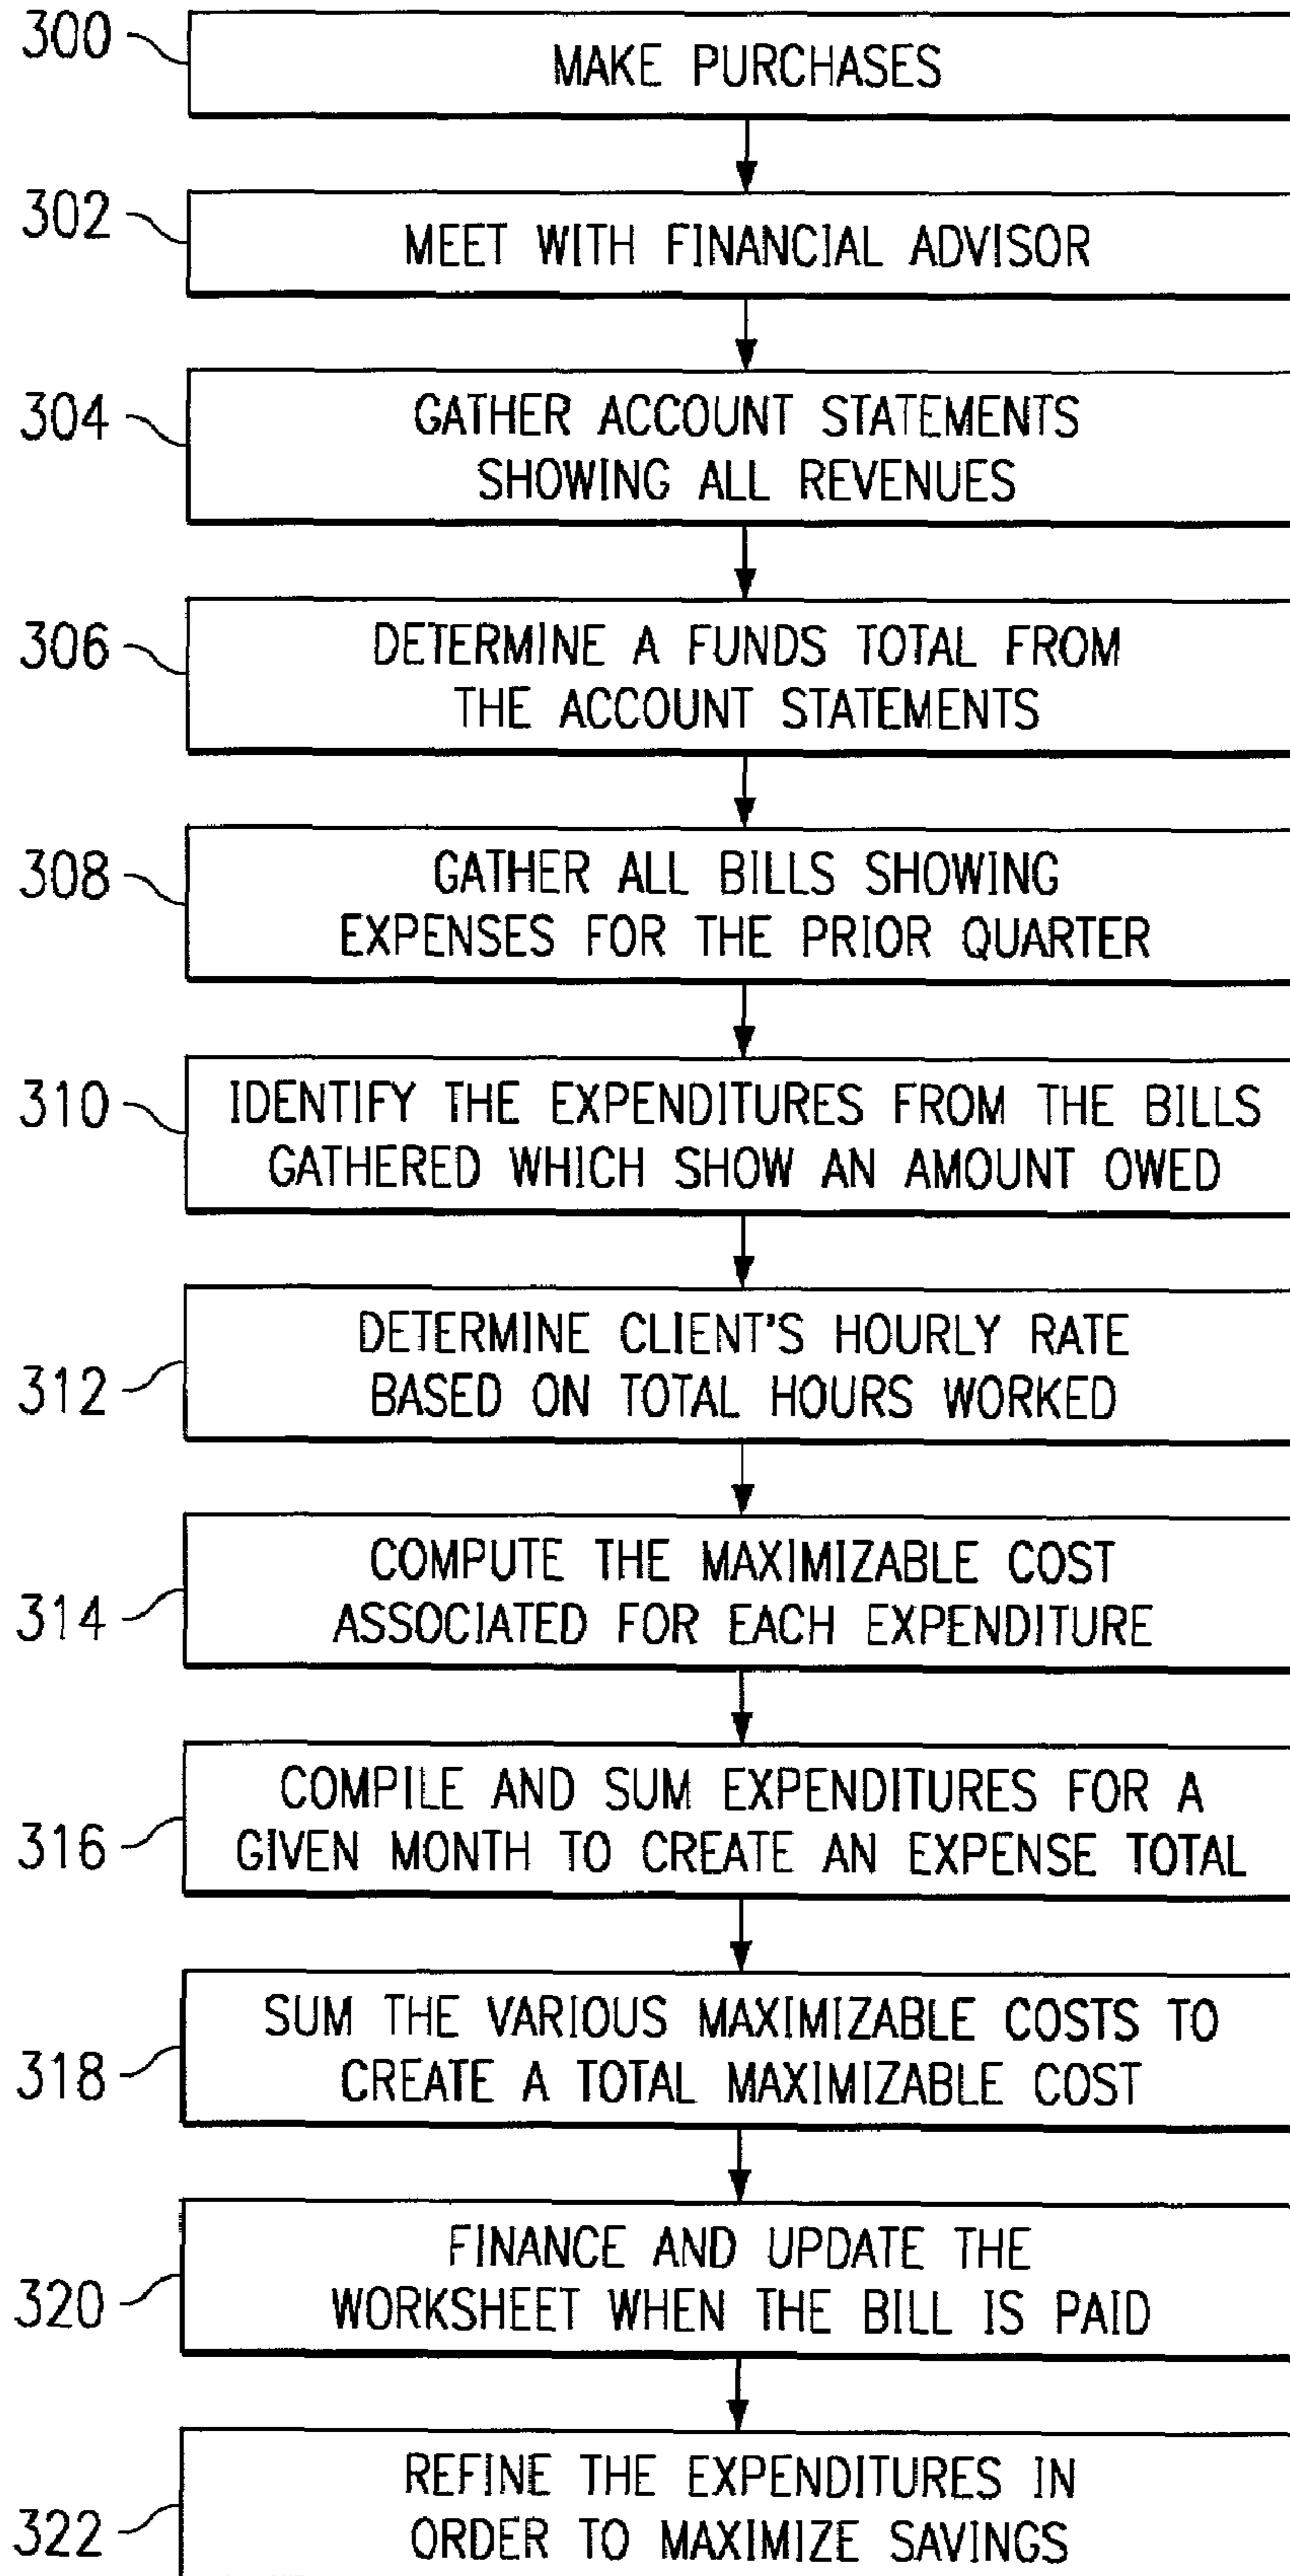 300
MAKE PURCHASES
302
MEET WITH FINANCIAL ADVISOR
304
GATHER ACCOUNT STATEMENTS
SHOWING ALL REVENUES
306
DETERMINE A FUNDS TOTAL FROM
THE ACCOUNT STATEMENTS
308
GATHER ALL BILLS SHOWING
EXPENSES FOR THE PRIOR QUARTER
310
IDENTIFY THE EXPENDITURES FROM THE BILLS
GATHERED WHICH SHOW AN AMOUNT OWED
312
DETERMINE CLIENT'S HOURLY RATE
BASED ON TOTAL HOURS WORKED
314
COMPUTE THE MAXIMIZABLE COST
ASSOCIATED FOR EACH EXPENDITURE
316
COMPILE AND SUM EXPENDITURES FOR A
GIVEN MONTH TO CREATE AN EXPENSE TOTAL
318
SUM THE VARIOUS MAXIMIZABLE COSTS TO
CREATE A TOTAL MAXIMIZABLE COST
320
FINANCE AND UPDATE THE
WORKSHEET WHEN THE BILL IS PAID
322
REFINE THE EXPENDITURES IN
ORDER TO MAXIMIZE SAVINGS